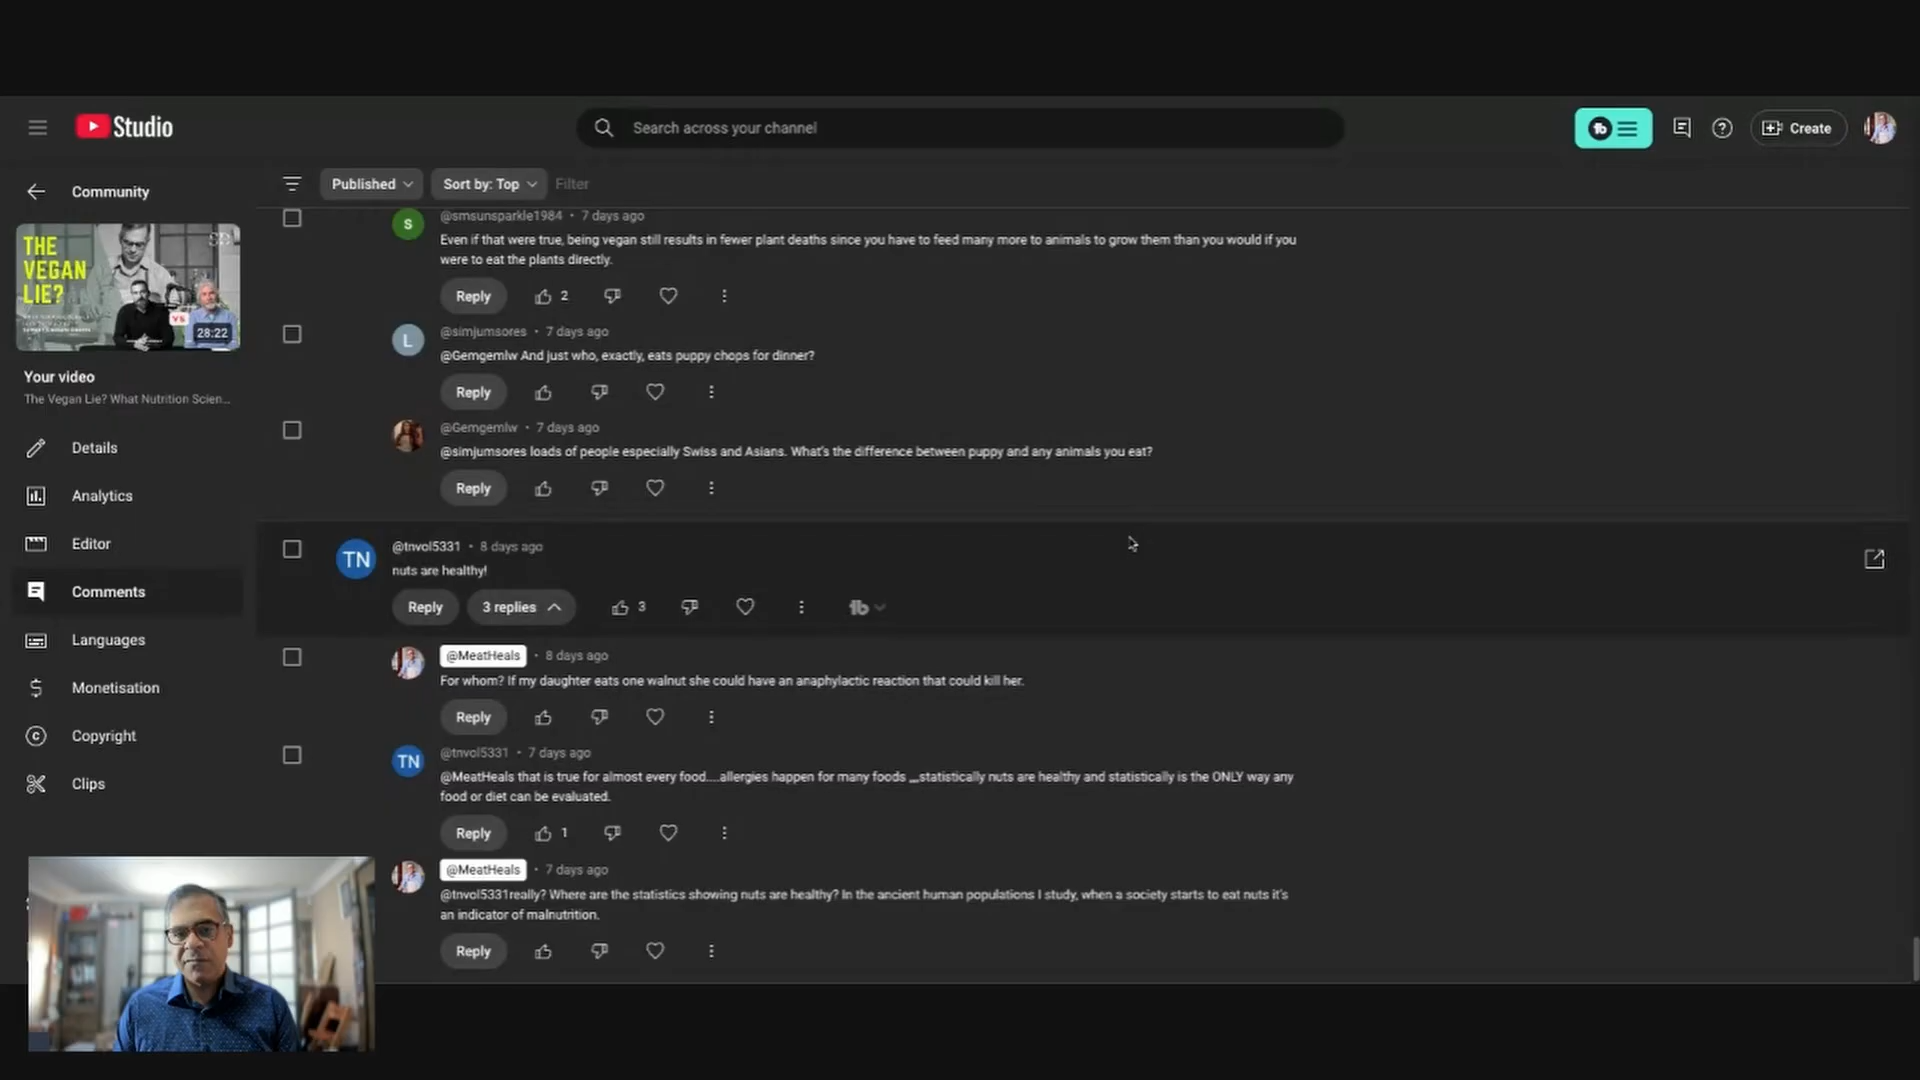 Studio
Search across your channel
Create
Community
Published
Sort by: Top
Filter
THE
VEGAN
LIE?
VS
28:22
Your video
The Vegan Lie? What Nutrition Scien...
Details
Analytics
Editor
Comments
Languages
Monetisation
Copyright
Clips
S
@smsunsparkle1984 • 7 days ago
Even if that were true, being vegan still results in fewer plant deaths since you have to feed many more to animals to grow them than you would if you
were to eat the plants directly.
Reply
2
L
@simjumsores • 7 days ago
@Gemgemlw And just who, exactly, eats puppy chops for dinner?
Reply
@Gemgemlw • 7 days ago
@simjumsores loads of people especially Swiss and Asians. What's the difference between puppy and any animals you eat?
Reply
TN
@tnvol5331 • 8 days ago
nuts are healthy!
Reply
3 replies
3
@MeatHeals • 8 days ago
For whom? If my daughter eats one walnut she could have an anaphylactic reaction that could kill her.
Reply
TN
@tnvol5331 • 7 days ago
@MeatHeals that is true for almost every food....allergies happen for many foods ,,,,statistically nuts are healthy and statistically is the ONLY way any
food or diet can be evaluated.
Reply
1
@MeatHeals • 7 days ago
@tnvol5331really? Where are the statistics showing nuts are healthy? In the ancient human populations I study, when a society starts to eat nuts it's
an indicator of malnutrition.
Reply